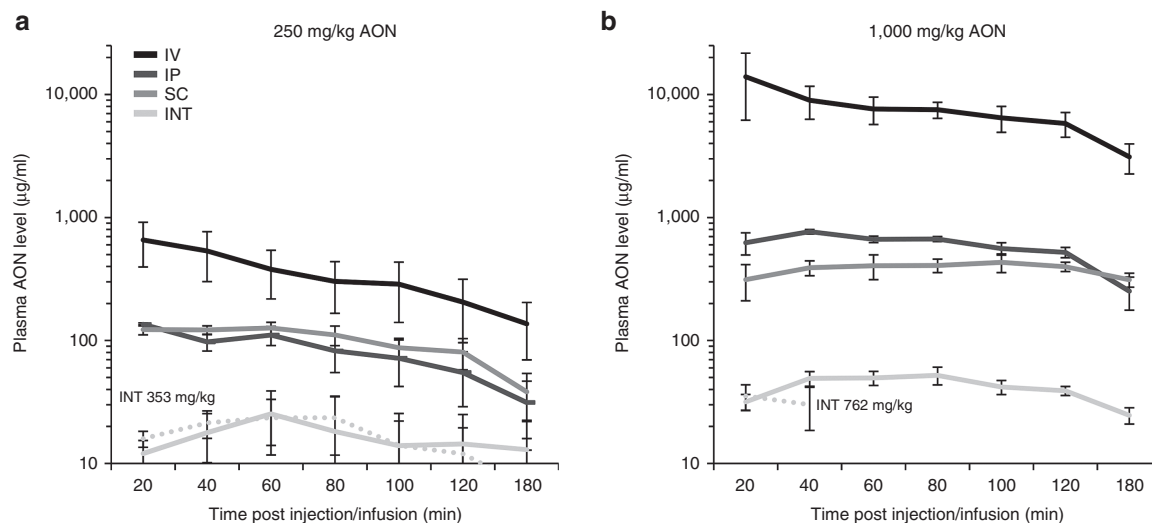 a
250 mg/kg AON
IV
IP
SC
INT
Plasma AON level (µg/ml)
10,000
1,000
100
10
INT 353 mg/kg
20 40 60 80 100 120 180
Time post injection/infusion (min)
b
1,000 mg/kg AON
Plasma AON level (µg/ml)
10,000
1,000
100
10
INT 762 mg/kg
20 40 60 80 100 120 180
Time post injection/infusion (min)